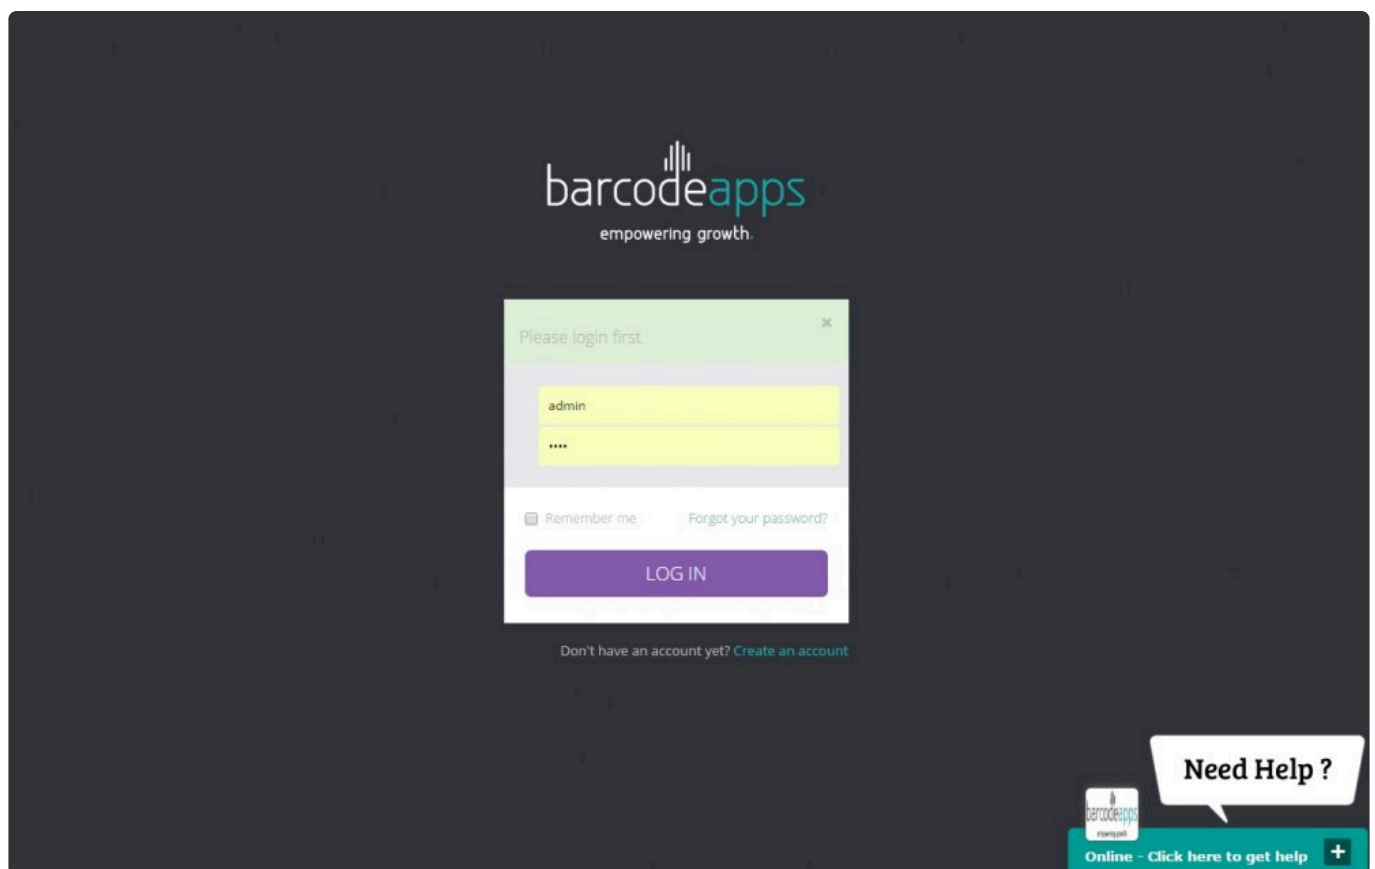 barcodeapps
empowering growth.
Please login first
×
admin
••••
Remember me
Forgot your password?
LOG IN
Don't have an account yet? Create an account
Need Help ?
barcodeapps
Online - Click here to get help +